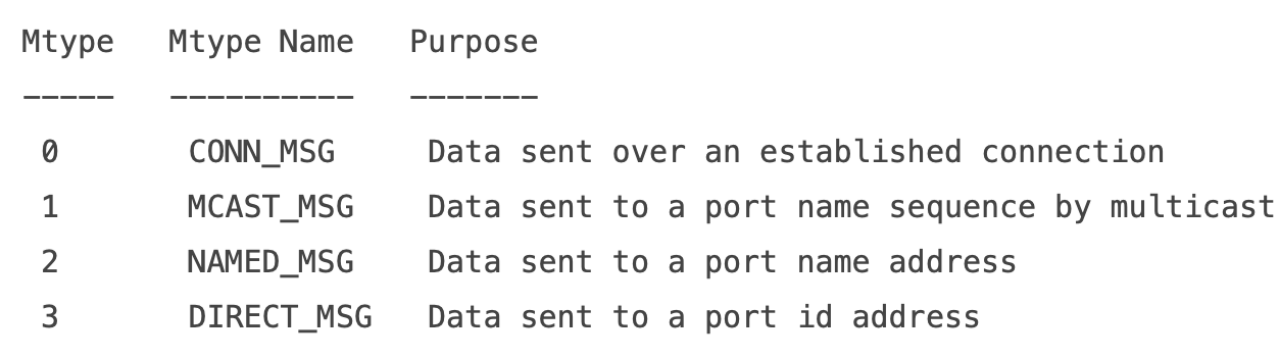 Mtype   Mtype Name   Purpose
-----   ----------   -------
 0       CONN_MSG     Data sent over an established connection
 1       MCAST_MSG    Data sent to a port name sequence by multicast
 2       NAMED_MSG    Data sent to a port name address
 3       DIRECT_MSG   Data sent to a port id address